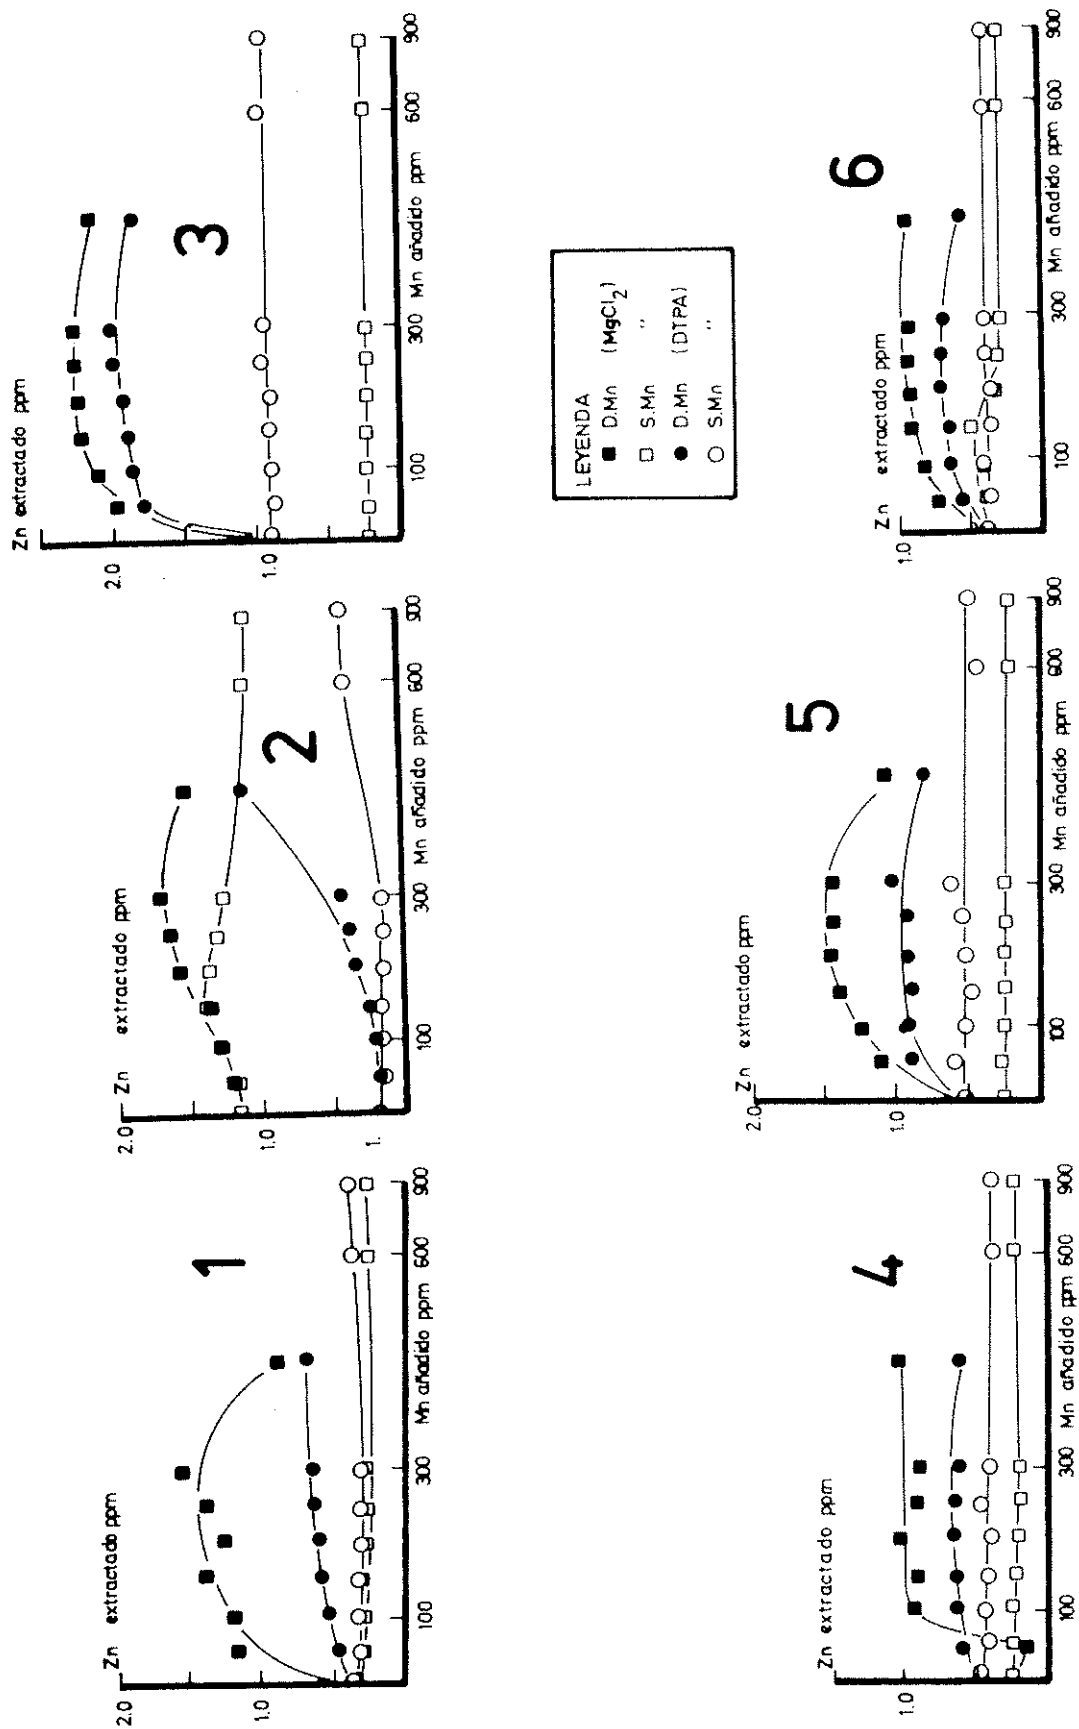 Zn extractado ppm
2.0
1.0
1
100
300
600
900
Mn añadido ppm
Zn extractado ppm
2.0
1.0
1.
2
100
300
600
900
Mn añadido ppm
Zn extractado ppm
2.0
1.0
3
100
300
600
900
Mn añadido ppm
Zn extractado ppm
1.0
4
100
300
600
900
Mn añadido ppm
Zn extractado ppm
2.0
1.0
5
100
300
600
900
Mn añadido ppm
Zn extractado ppm
1.0
6
100
300
600
900
Mn añadido ppm
LEYENDA
D.Mn (MgCl2)
S.Mn "
D.Mn (DTPA)
S.Mn "